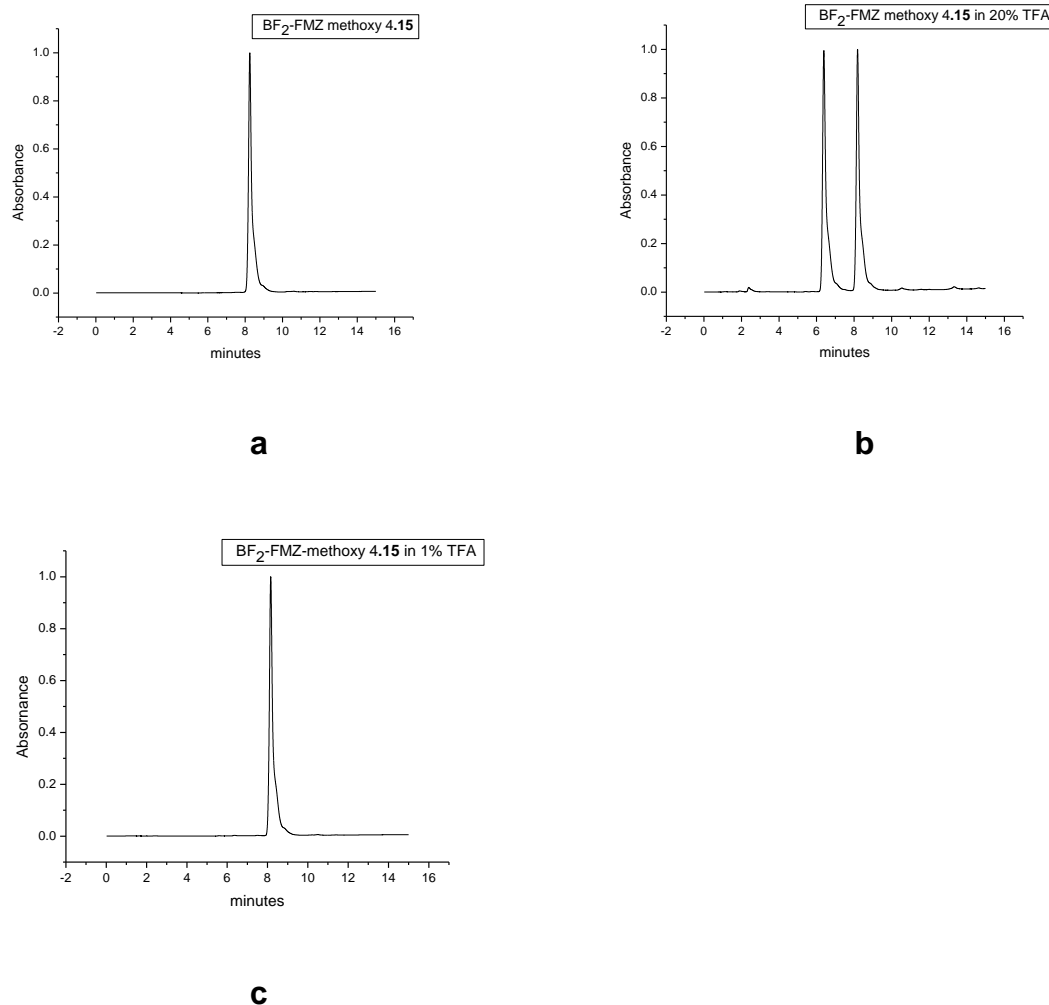 BF2-FMZ methoxy 4.15
1.0
0.8
0.6
0.4
0.2
0.0
Absorbance
-2 0 2 4 6 8 10 12 14 16
minutes
a
BF2-FMZ methoxy 4.15 in 20% TFA
1.0
0.8
0.6
0.4
0.2
0.0
Absorbance
-2 0 2 4 6 8 10 12 14 16
minutes
b
BF2-FMZ-methoxy 4.15 in 1% TFA
1.0
0.8
0.6
0.4
0.2
0.0
Absornance
-2 0 2 4 6 8 10 12 14 16
minutes
c